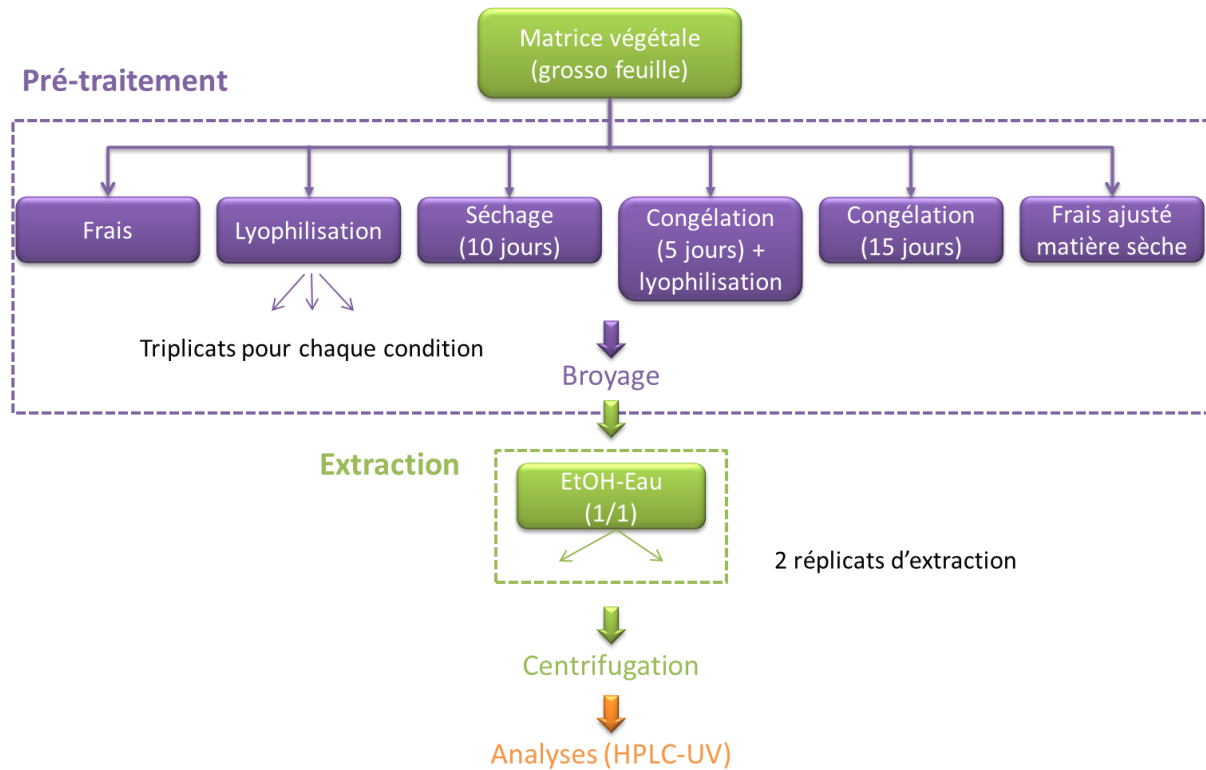 Matrice végétale
(grosso feuille)
Pré-traitement
Frais
Lyophilisation
Séchage
(10 jours)
Congélation
(5 jours) +
lyophilisation
Congélation
(15 jours)
Frais ajusté
matière sèche
Triplicats pour chaque condition
Broyage
Extraction
EtOH-Eau
(1/1)
2 réplicats d’extraction
Centrifugation
Analyses (HPLC-UV)